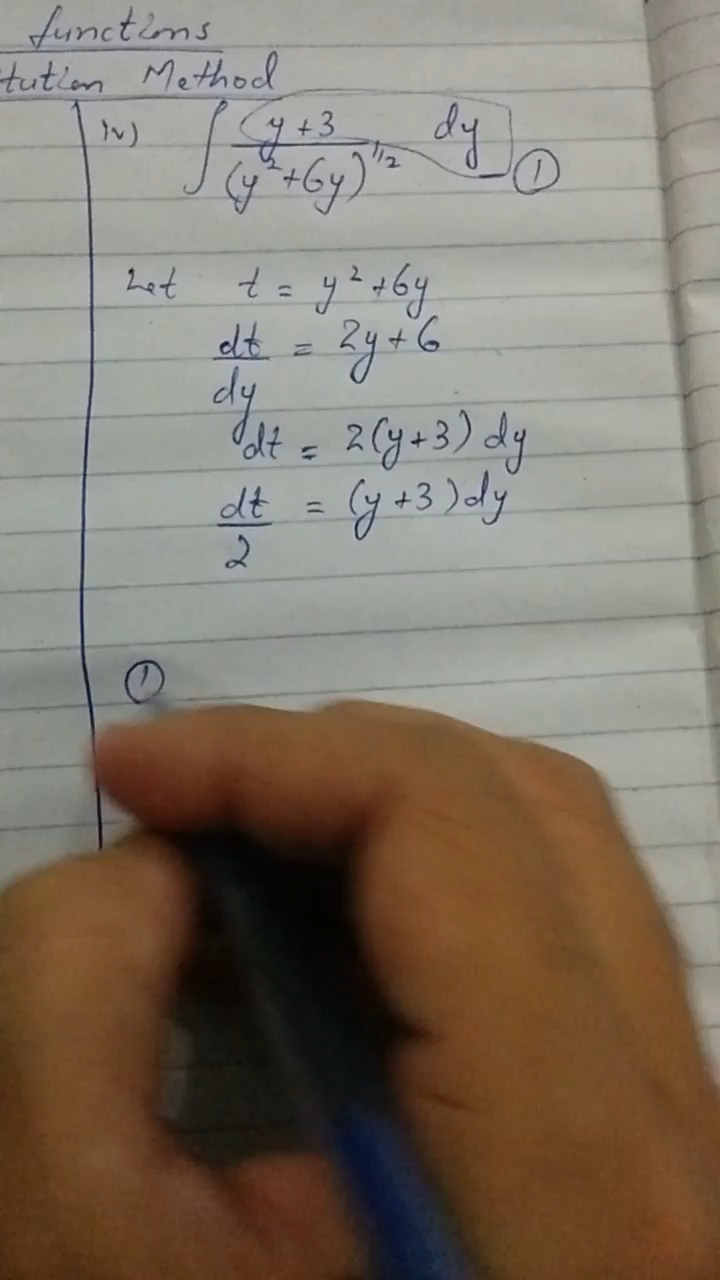 functions
tution Method
iv) ∫ y+3 / (y²+6y)^1/2 dy ①
Let t = y²+6y
dt/dy = 2y+6
dt = 2(y+3) dy
dt/2 = (y+3) dy
①